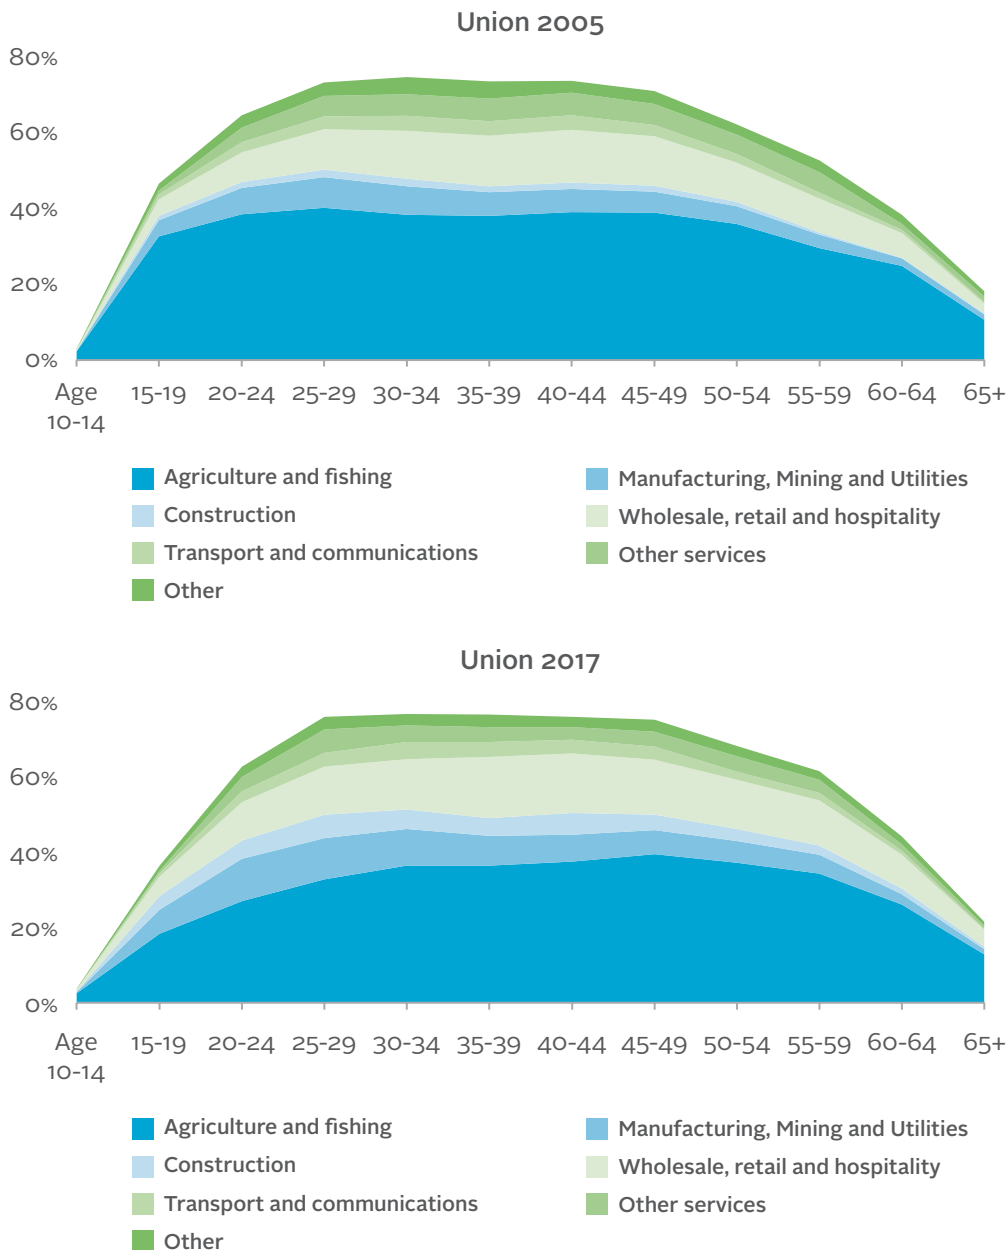 Union 2005
80%
60%
40%
20%
0%
Age 10-14
15-19
20-24
25-29
30-34
35-39
40-44
45-49
50-54
55-59
60-64
65+
Agriculture and fishing
Manufacturing, Mining and Utilities
Construction
Wholesale, retail and hospitality
Transport and communications
Other services
Other
Union 2017
80%
60%
40%
20%
0%
Age 10-14
15-19
20-24
25-29
30-34
35-39
40-44
45-49
50-54
55-59
60-64
65+
Agriculture and fishing
Manufacturing, Mining and Utilities
Construction
Wholesale, retail and hospitality
Transport and communications
Other services
Other